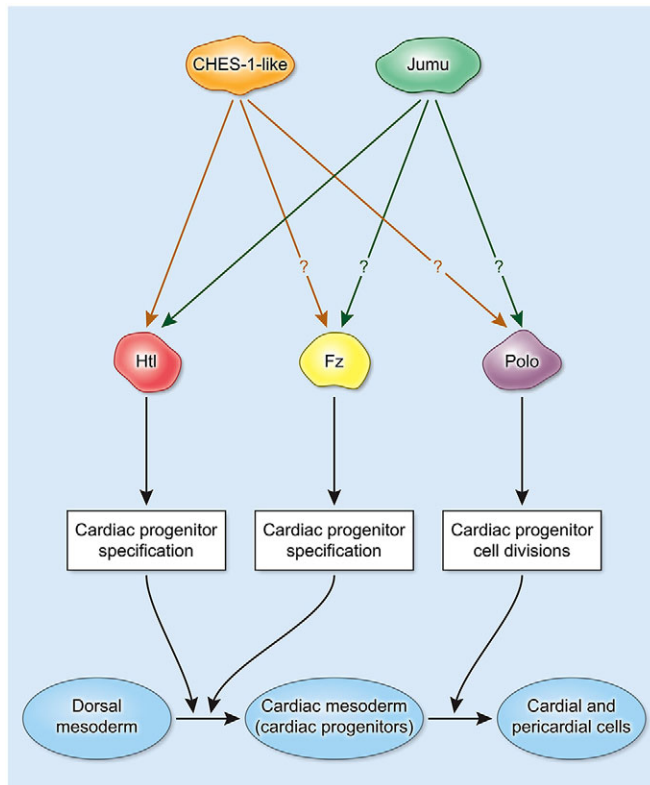 CHES-1-like
Jumu
?
?
?
?
Htl
Fz
Polo
Cardiac progenitor
specification
Cardiac progenitor
specification
Cardiac progenitor
cell divisions
Dorsal
mesoderm
Cardiac mesoderm
(cardiac progenitors)
Cardial and
pericardial cells